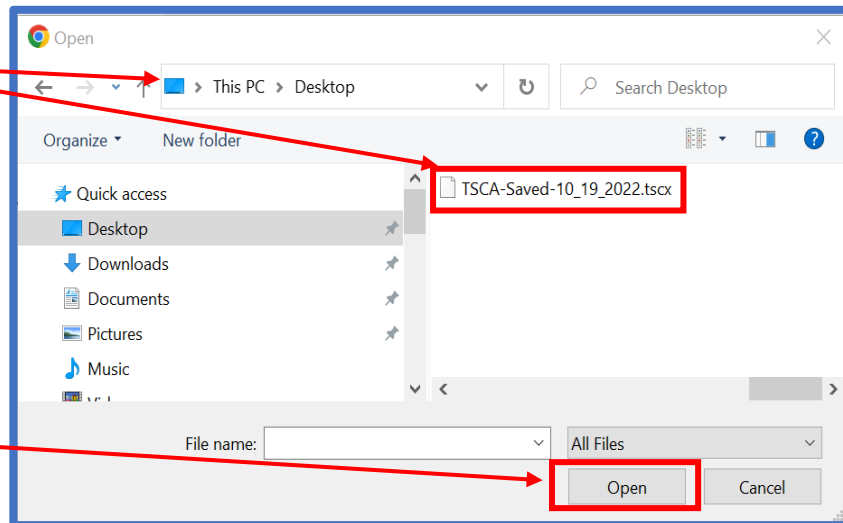 Open
This PC > Desktop
Search Desktop
Organize
New folder
Quick access
Desktop
Downloads
Documents
Pictures
Music
TSCA-Saved-10_19_2022.tscx
File name:
All Files
Open
Cancel